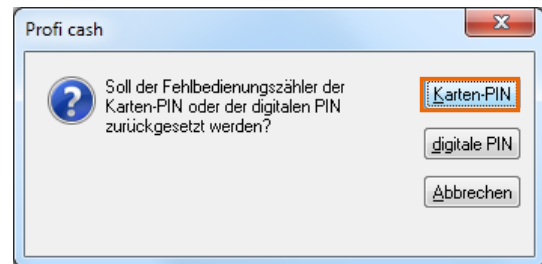 Profi cash
Soll der Fehlbedienungszähler der
Karten-PIN oder der digitalen PIN
zurückgesetzt werden?
Karten-PIN
digitale PIN
Abbrechen